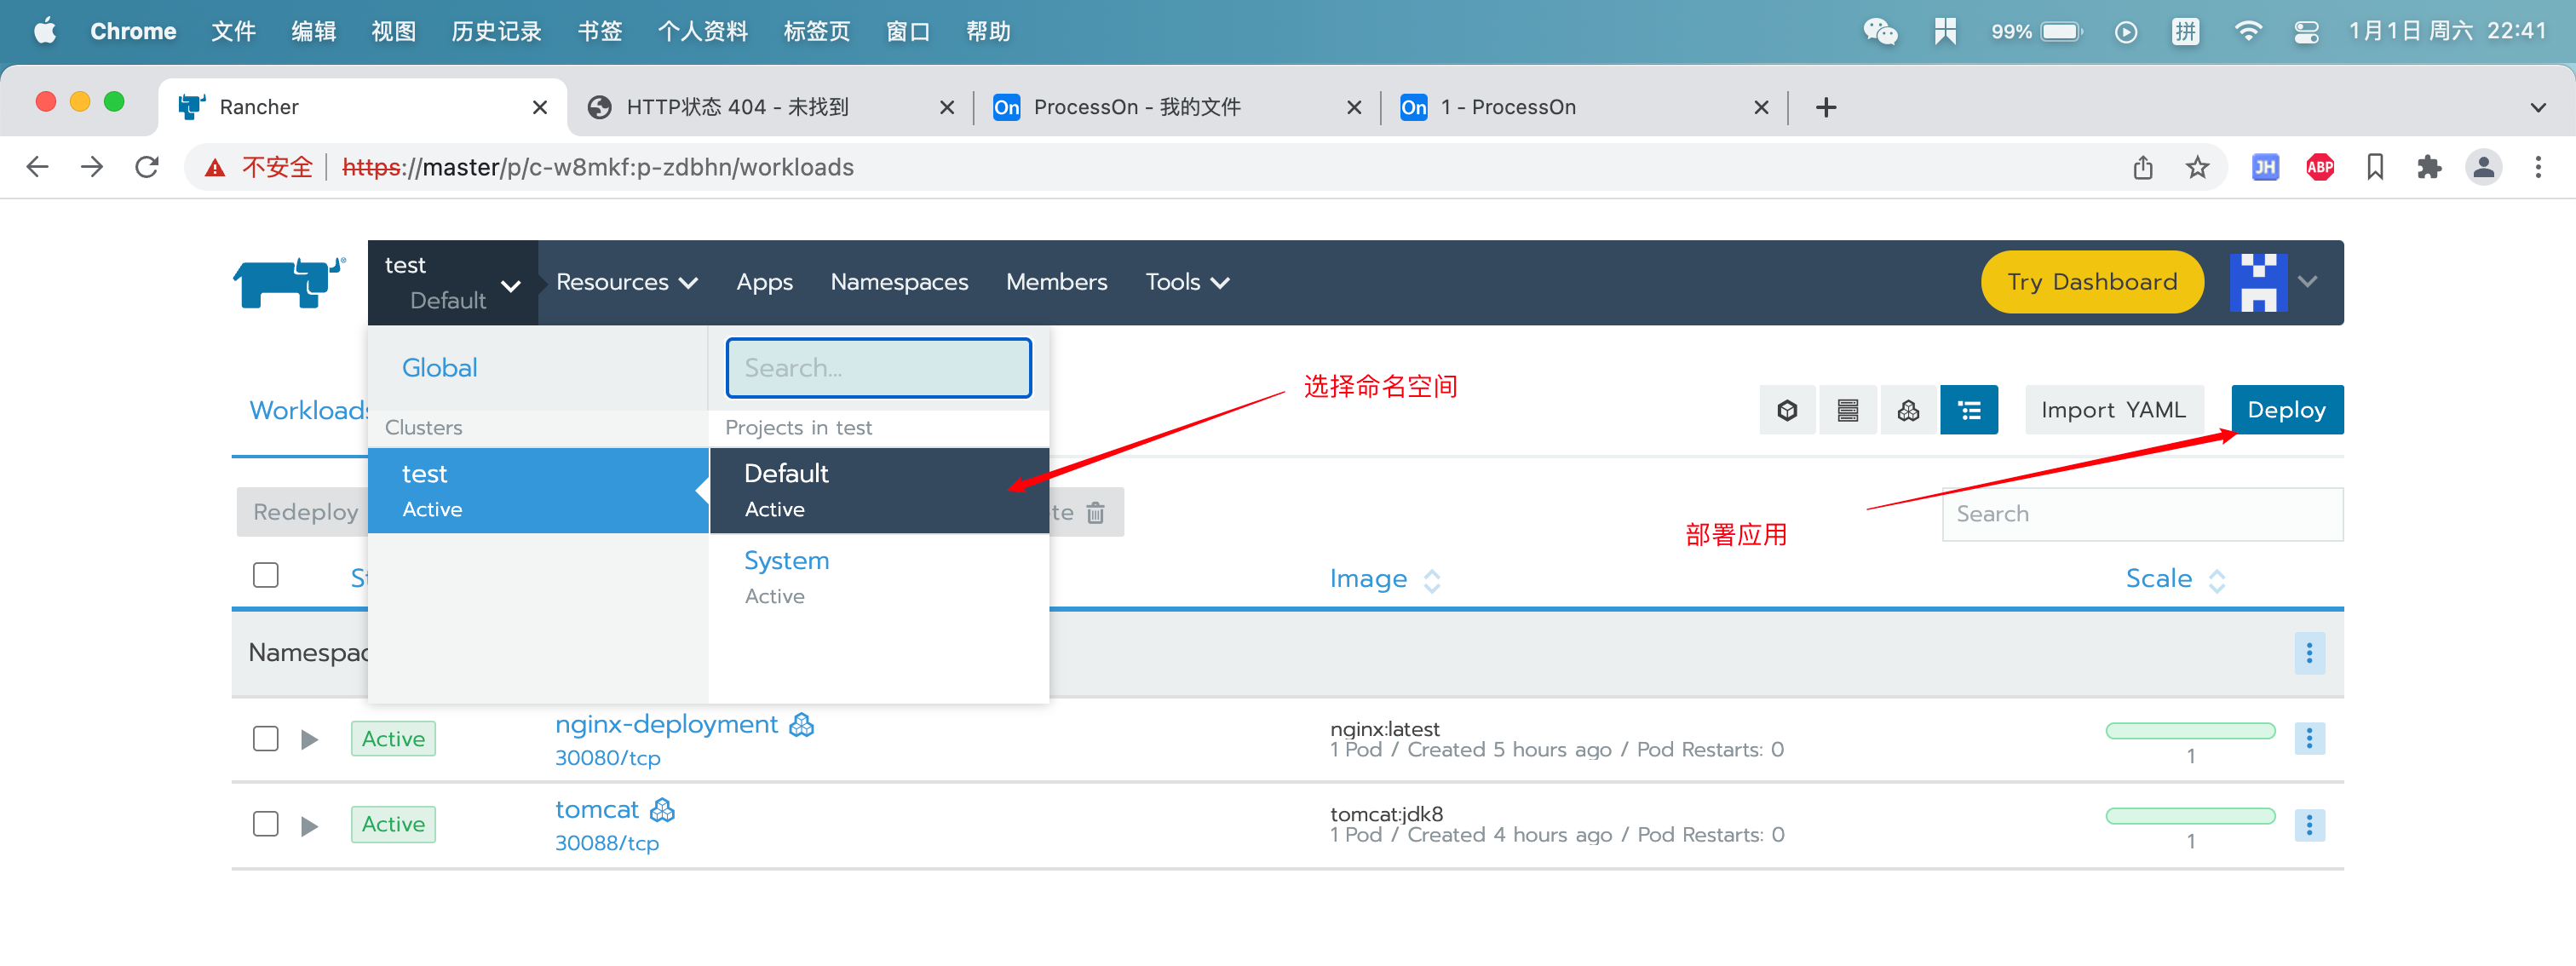 Chrome 文件 编辑 视图 历史记录 书签 个人资料 标签页 窗口 帮助 99% 拼 1月1日 周六 22:41
Rancher HTTP状态 404 - 未找到 On ProcessOn - 我的文件 On 1 - ProcessOn
不安全 https://master/p/c-w8mkf:p-zdbhn/workloads JH ABP
test
Default
Resources Apps Namespaces Members Tools Try Dashboard
Global Search...
选择命名空间
Workloads Import YAML Deploy
Clusters Projects in test
test Default
Active Active
Redeploy te Search
部署应用
System
Active
St Image Scale
Namespac
Active nginx-deployment nginx:latest
30080/tcp 1 Pod / Created 5 hours ago / Pod Restarts: 0 1
Active tomcat tomcat:jdk8
30088/tcp 1 Pod / Created 4 hours ago / Pod Restarts: 0 1